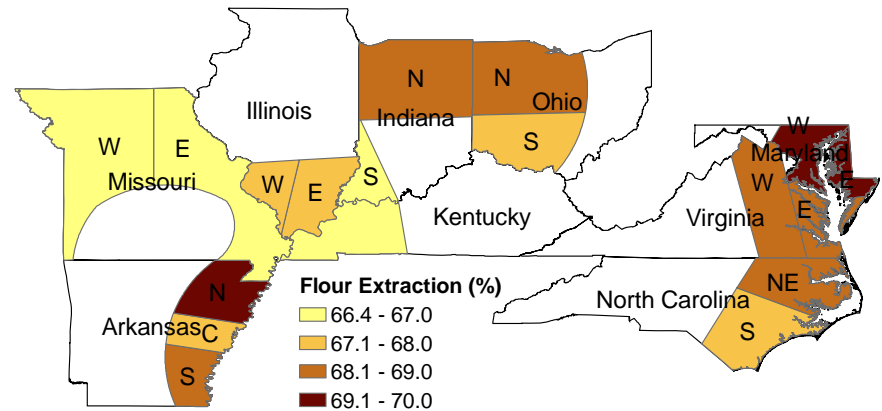 N
N
Illinois
Indiana
Ohio
W
W
E
S
Maryland
Missouri
W
E
S
W
E
Kentucky
Virginia
E
N
Flour Extraction (%)
NE
North Carolina
66.4 - 67.0
Arkansas
C
67.1 - 68.0
S
S
68.1 - 69.0
69.1 - 70.0